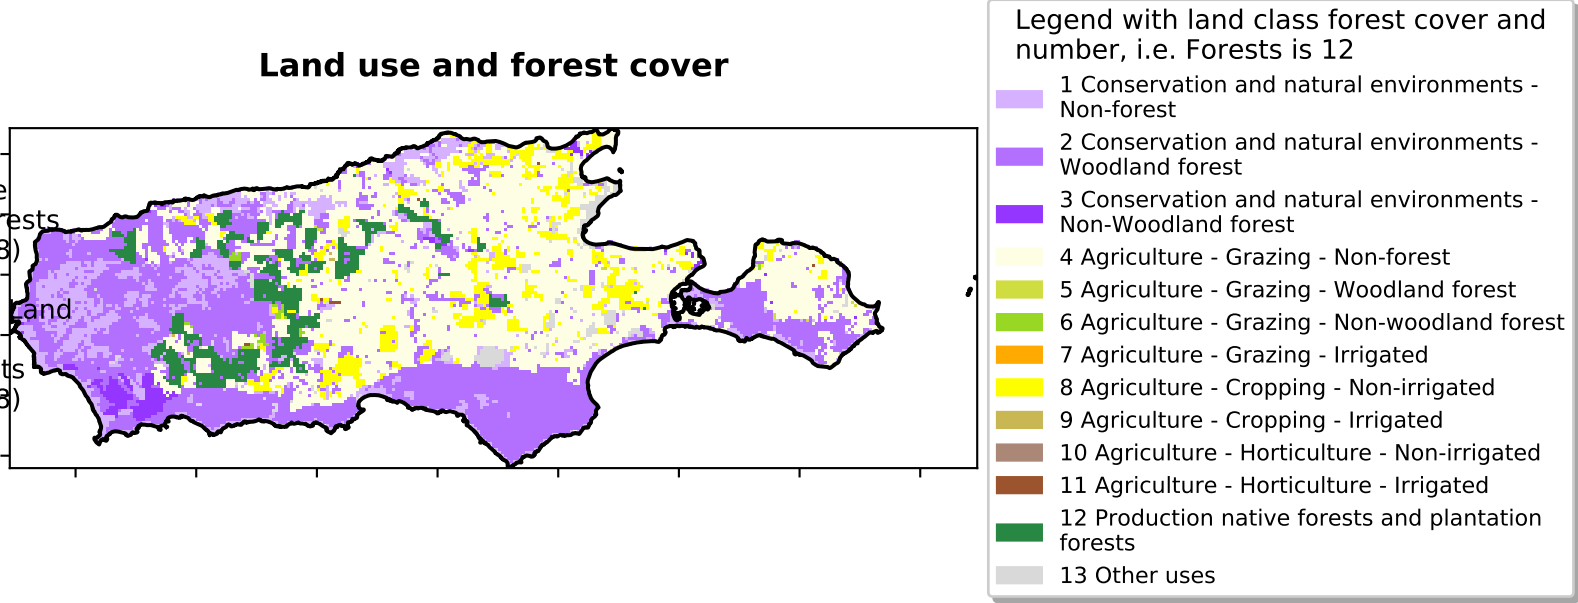 Land use and forest cover
e
rests
8)
Land
ts
8)
Legend with land class forest cover and
number, i.e. Forests is 12
1 Conservation and natural environments -
Non-forest
2 Conservation and natural environments -
Woodland forest
3 Conservation and natural environments -
Non-Woodland forest
4 Agriculture - Grazing - Non-forest
5 Agriculture - Grazing - Woodland forest
6 Agriculture - Grazing - Non-woodland forest
7 Agriculture - Grazing - Irrigated
8 Agriculture - Cropping - Non-irrigated
9 Agriculture - Cropping - Irrigated
10 Agriculture - Horticulture - Non-irrigated
11 Agriculture - Horticulture - Irrigated
12 Production native forests and plantation
forests
13 Other uses